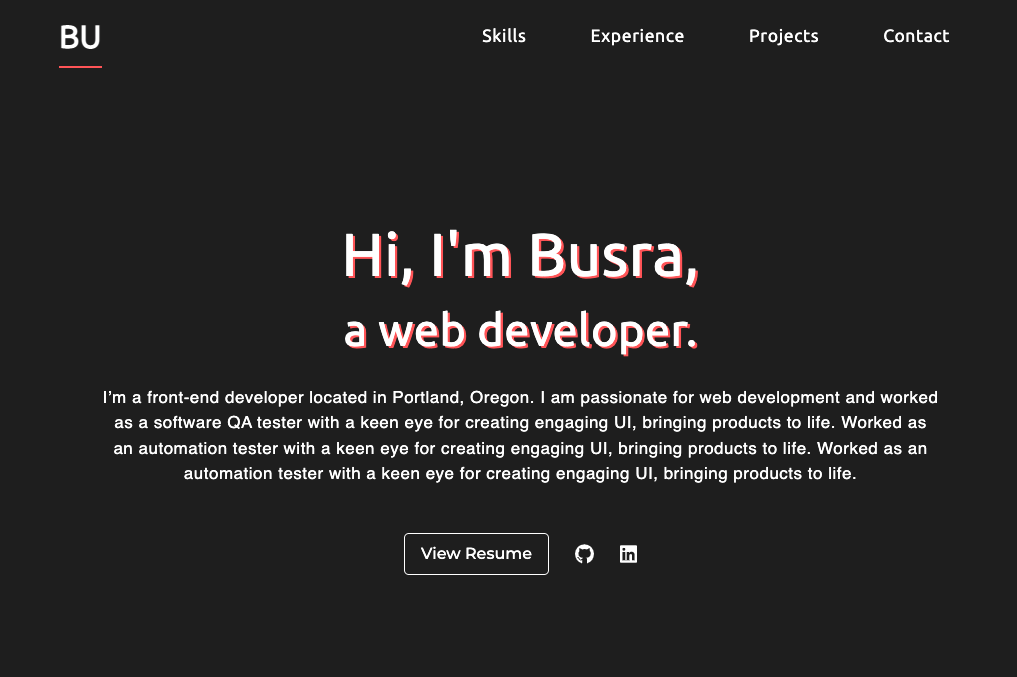 BU
Skills
Experience
Projects
Contact
Hi, I'm Busra,
a web developer.
I’m a front-end developer located in Portland, Oregon. I am passionate for web development and worked
as a software QA tester with a keen eye for creating engaging UI, bringing products to life. Worked as
an automation tester with a keen eye for creating engaging UI, bringing products to life. Worked as an
automation tester with a keen eye for creating engaging UI, bringing products to life.
View Resume
in